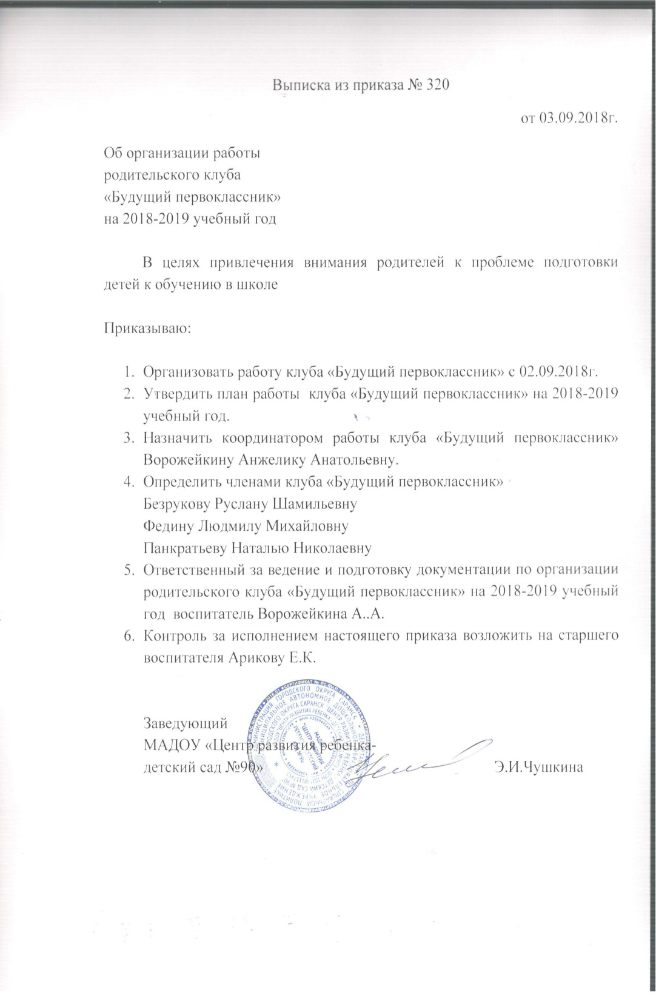 Выписка из приказа № 320
от 03.09.2018г.
Об организации работы
родительского клуба
«Будущий первоклассник»
на 2018-2019 учебный год
В целях привлечения внимания родителей к проблеме подготовки
детей к обучению в школе
Приказываю:
1. Организовать работу клуба «Будущий первоклассник» с 02.09.2018г.
2. Утвердить план работы клуба «Будущий первоклассник» на 2018-2019
учебный год.
3. Назначить координатором работы клуба «Будущий первоклассник»
Ворожейкину Анжелику Анатольевну.
4. Определить членами клуба «Будущий первоклассник»
Безрукову Руслану Шамильевну
Федину Людмилу Михайловну
Панкратьеву Наталью Николаевну
5. Ответственный за ведение и подготовку документации по организации
родительского клуба «Будущий первоклассник» на 2018-2019 учебный
год воспитатель Ворожейкина А..А.
6. Контроль за исполнением настоящего приказа возложить на старшего
воспитателя Арикову Е.К.
Заведующий
МАДОУ «Центр развития ребенка-
детский сад №90»
Э.И.Чушкина
АДМИНИСТРАЦИЯ ГОРОДСКОГО ОКРУГА САРАНСК